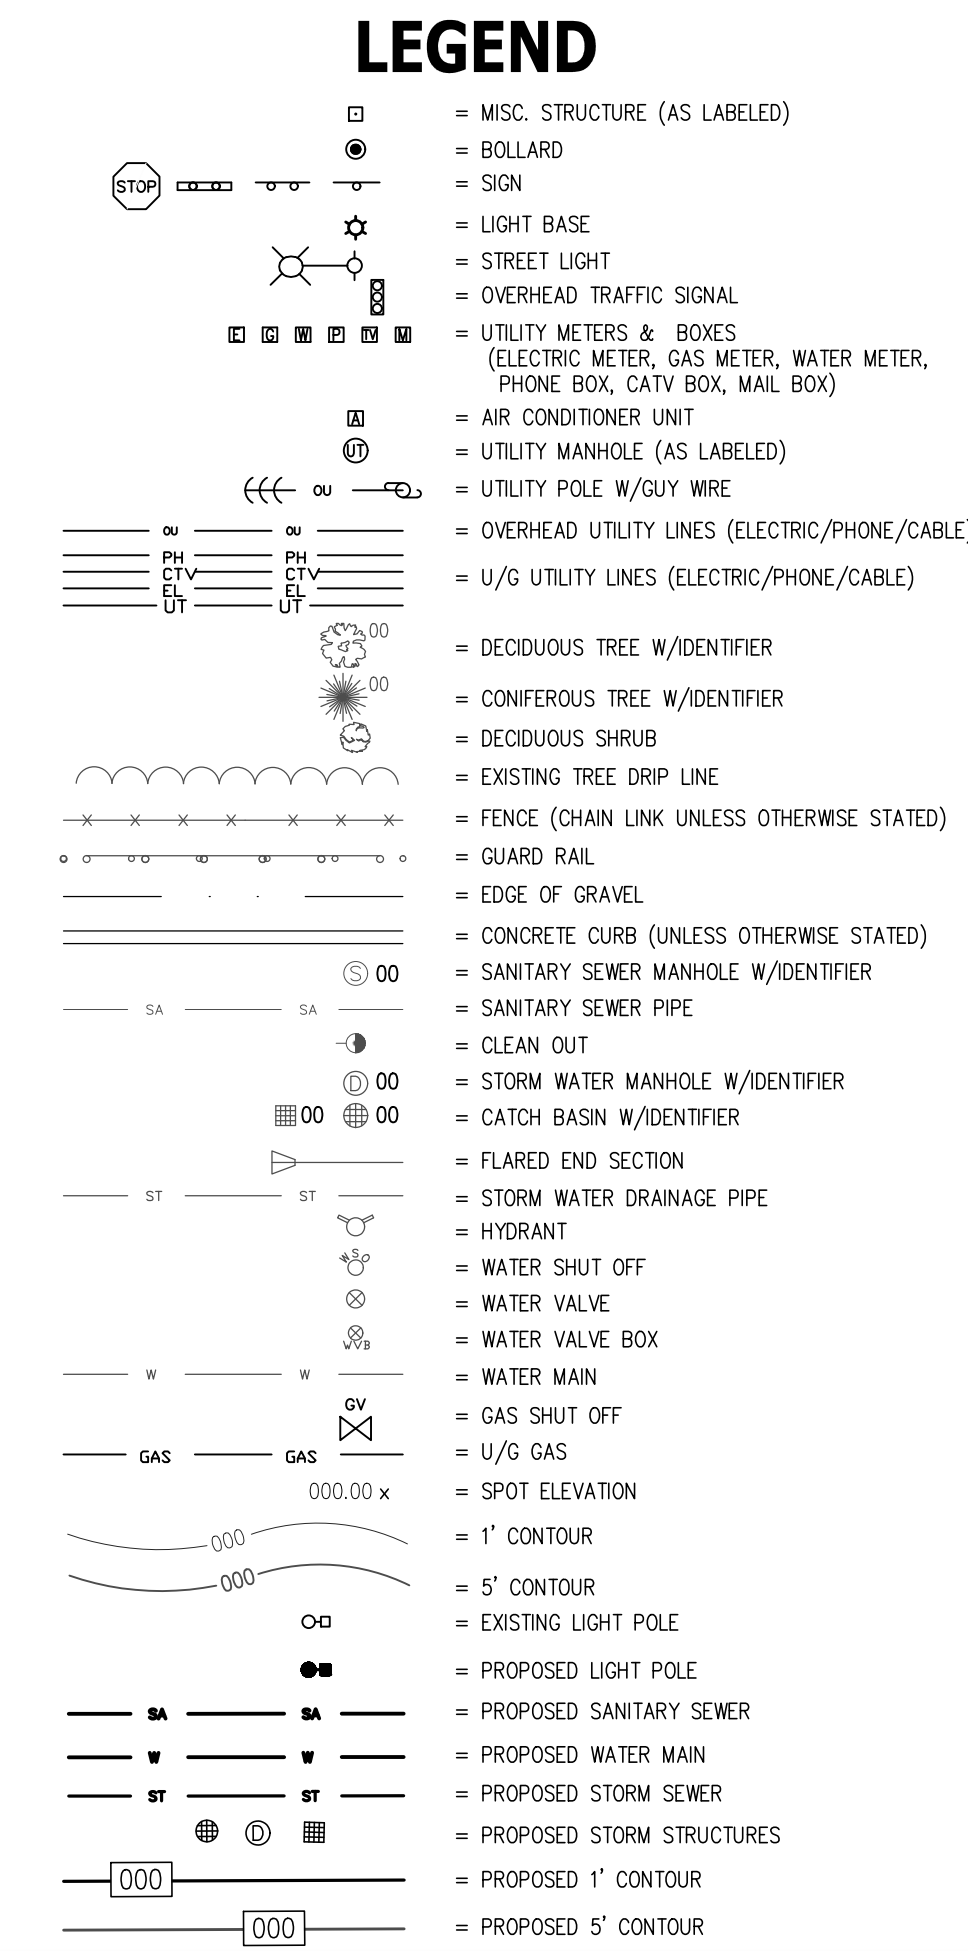 LEGEND
= MISC. STRUCTURE (AS LABELED)
= BOLLARD
STOP = SIGN
= LIGHT BASE
= STREET LIGHT
= OVERHEAD TRAFFIC SIGNAL
E G W P TV M = UTILITY METERS & BOXES
(ELECTRIC METER, GAS METER, WATER METER,
PHONE BOX, CATV BOX, MAIL BOX)
A = AIR CONDITIONER UNIT
UT = UTILITY MANHOLE (AS LABELED)
OU = UTILITY POLE W/GUY WIRE
OU OU = OVERHEAD UTILITY LINES (ELECTRIC/PHONE/CABLE)
PH PH
CTV CTV = U/G UTILITY LINES (ELECTRIC/PHONE/CABLE)
EL EL
UT UT
00 = DECIDUOUS TREE W/IDENTIFIER
00 = CONIFEROUS TREE W/IDENTIFIER
= DECIDUOUS SHRUB
= EXISTING TREE DRIP LINE
= FENCE (CHAIN LINK UNLESS OTHERWISE STATED)
= GUARD RAIL
= EDGE OF GRAVEL
= CONCRETE CURB (UNLESS OTHERWISE STATED)
S 00 = SANITARY SEWER MANHOLE W/IDENTIFIER
SA SA = SANITARY SEWER PIPE
= CLEAN OUT
D 00 = STORM WATER MANHOLE W/IDENTIFIER
00 00 = CATCH BASIN W/IDENTIFIER
= FLARED END SECTION
ST ST = STORM WATER DRAINAGE PIPE
= HYDRANT
WSO = WATER SHUT OFF
= WATER VALVE
WVB = WATER VALVE BOX
W W = WATER MAIN
GV = GAS SHUT OFF
GAS GAS = U/G GAS
000.00 x = SPOT ELEVATION
000 = 1' CONTOUR
000 = 5' CONTOUR
= EXISTING LIGHT POLE
= PROPOSED LIGHT POLE
SA SA = PROPOSED SANITARY SEWER
W W = PROPOSED WATER MAIN
ST ST = PROPOSED STORM SEWER
D = PROPOSED STORM STRUCTURES
000 = PROPOSED 1' CONTOUR
000 = PROPOSED 5' CONTOUR